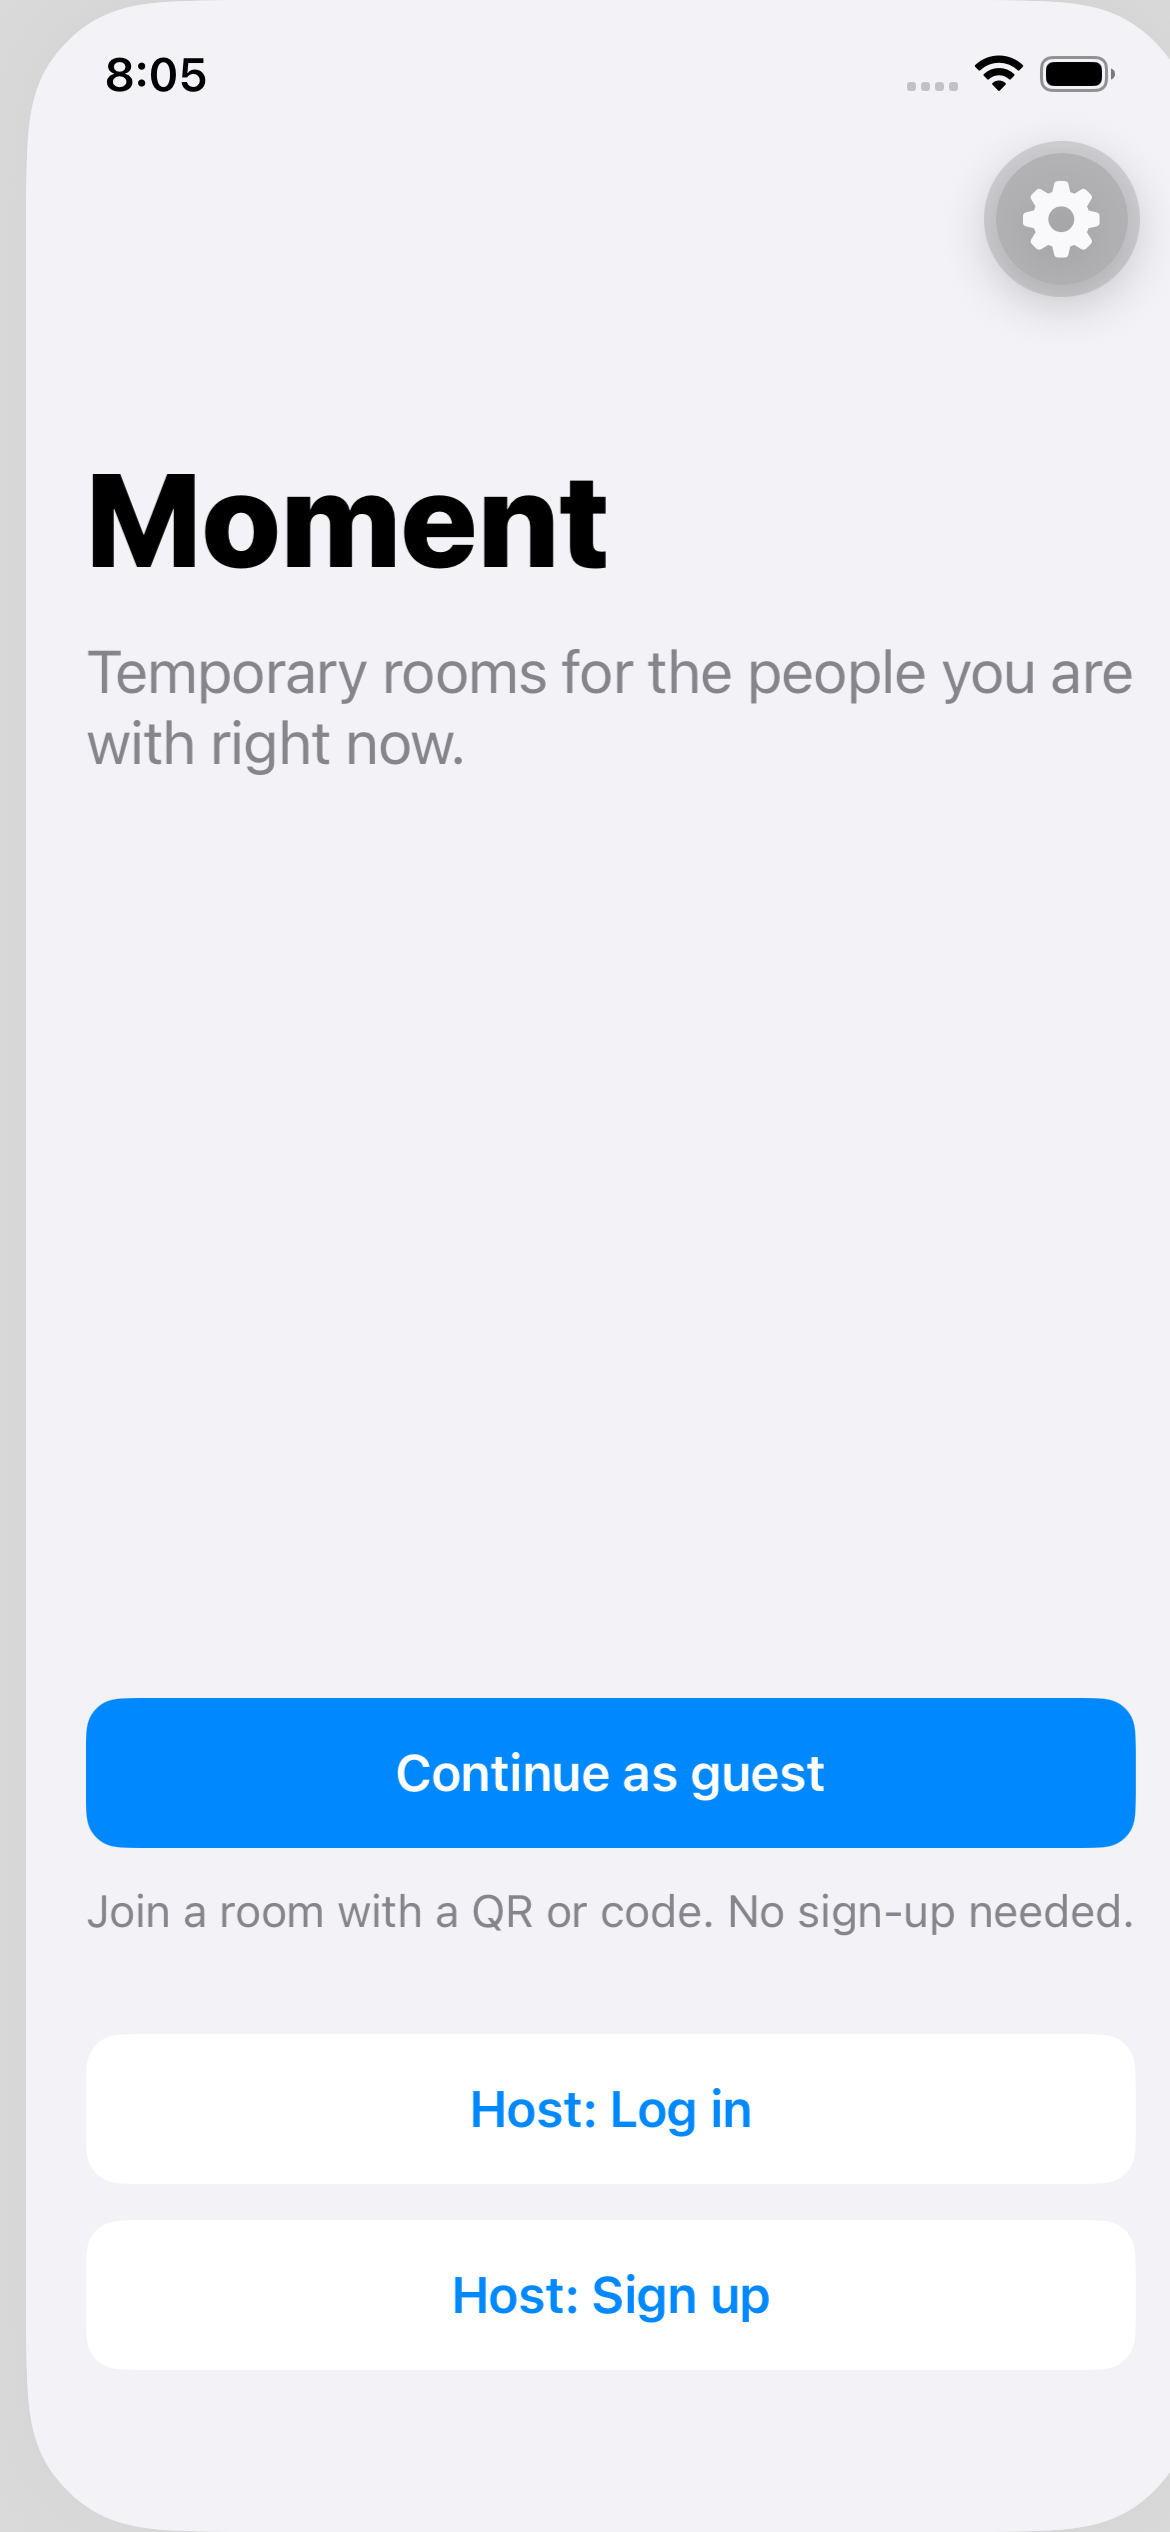 8:05
Moment
Temporary rooms for the people you are
with right now.
Continue as guest
Join a room with a QR or code. No sign-up needed.
Host: Log in
Host: Sign up